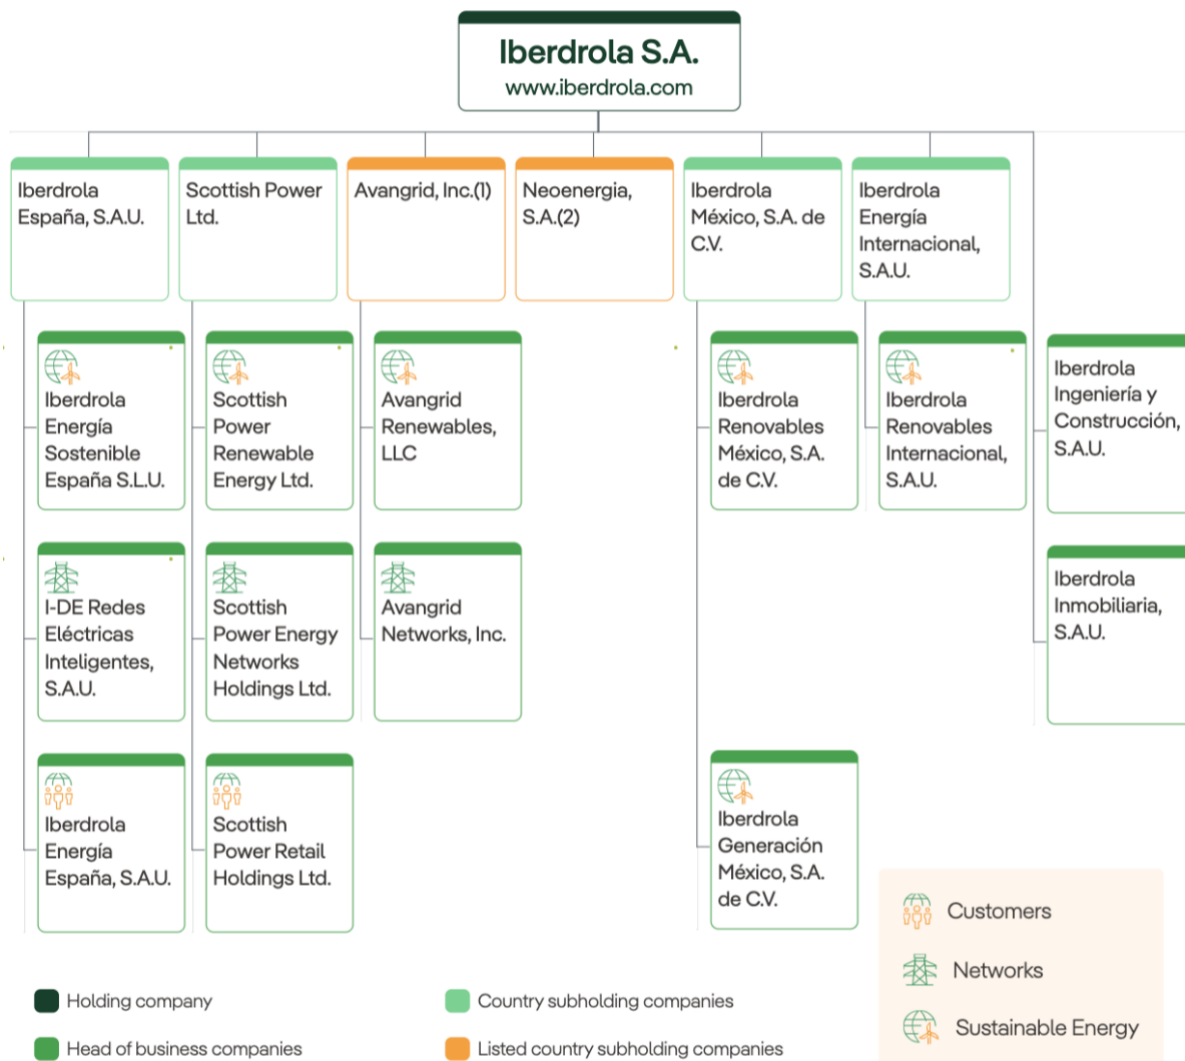 Iberdrola S.A.
www.iberdrola.com
Iberdrola
España, S.A.U.
Scottish Power
Ltd.
Avangrid, Inc.(1)
Neoenergia,
S.A.(2)
Iberdrola
México, S.A. de
C.V.
Iberdrola
Energía
Internacional,
S.A.U.
Iberdrola
Energía
Sostenible
España S.L.U.
Scottish
Power
Renewable
Energy Ltd.
Avangrid
Renewables,
LLC
Iberdrola
Renovables
México, S.A.
de C.V.
Iberdrola
Renovables
Internacional,
S.A.U.
Iberdrola
Ingeniería y
Construcción,
S.A.U.
I-DE Redes
Eléctricas
Inteligentes,
S.A.U.
Scottish
Power Energy
Networks
Holdings Ltd.
Avangrid
Networks, Inc.
Iberdrola
Inmobiliaria,
S.A.U.
Iberdrola
Energía
España, S.A.U.
Scottish
Power Retail
Holdings Ltd.
Iberdrola
Generación
México, S.A.
de C.V.
Customers
Networks
Sustainable Energy
Holding company
Country subholding companies
Head of business companies
Listed country subholding companies